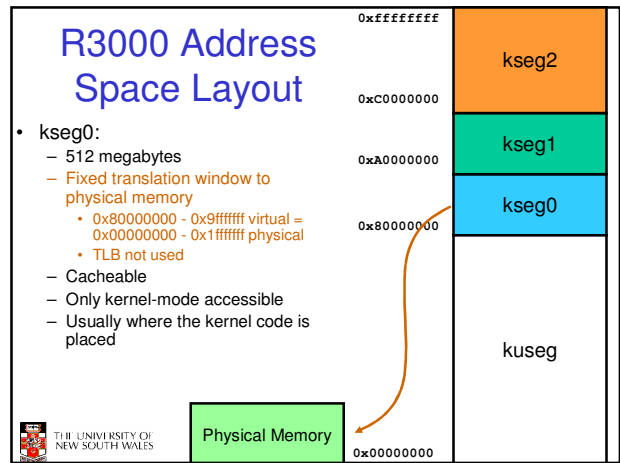 R3000 Address
Space Layout
• kseg0:
– 512 megabytes
– Fixed translation window to
physical memory
• 0x80000000 - 0x9fffffff virtual =
0x00000000 - 0x1fffffff physical
• TLB not used
– Cacheable
– Only kernel-mode accessible
– Usually where the kernel code is
placed
THE UNIVERSITY OF
NEW SOUTH WALES
Physical Memory
0xffffffff
0xC0000000
0xA0000000
0x80000000
0x00000000
kseg2
kseg1
kseg0
kuseg